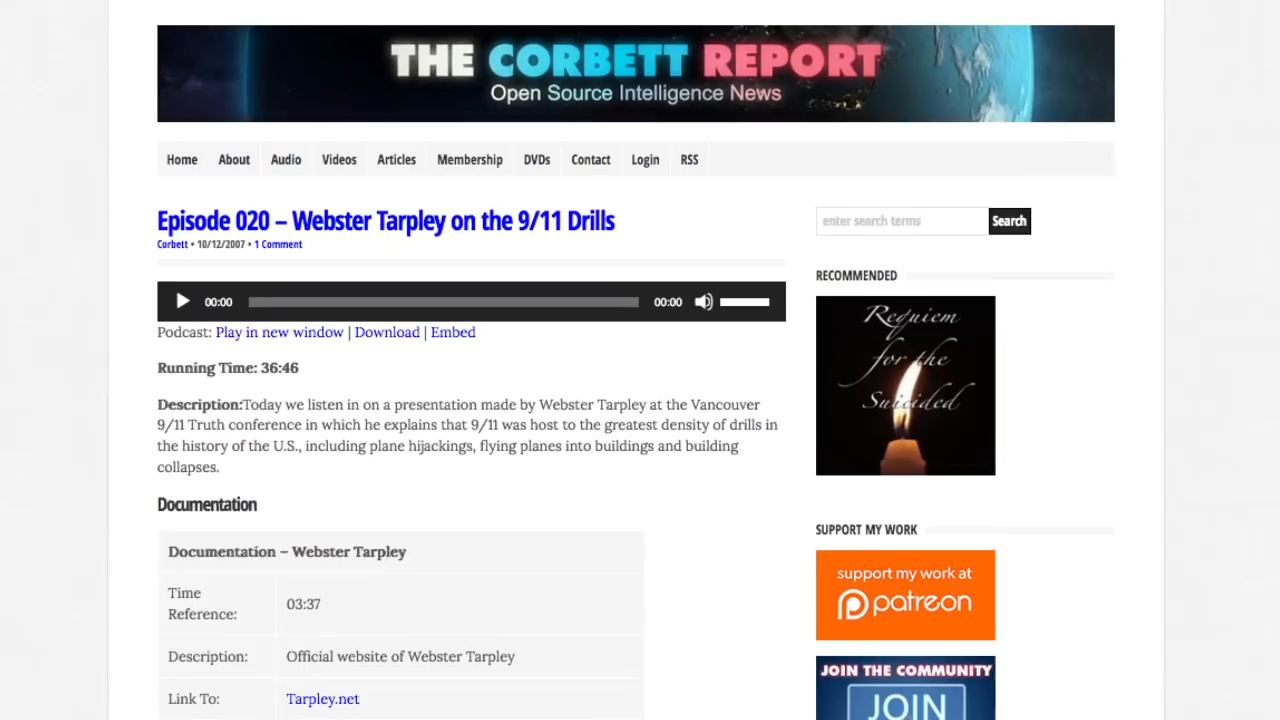 THE CORBETT REPORT
Open Source Intelligence News
Home About Audio Videos Articles Membership DVDs Contact Login RSS
Episode 020 – Webster Tarpley on the 9/11 Drills
Corbett • 10/12/2007 • 1 Comment
enter search terms Search
00:00 00:00
Podcast: Play in new window | Download | Embed
Running Time: 36:46
Description:Today we listen in on a presentation made by Webster Tarpley at the Vancouver
9/11 Truth conference in which he explains that 9/11 was host to the greatest density of drills in
the history of the U.S., including plane hijackings, flying planes into buildings and building
collapses.
Documentation
Documentation – Webster Tarpley
Time
Reference:
03:37
Description: Official website of Webster Tarpley
Link To: Tarpley.net
RECOMMENDED
Requiem
for the
Suicided
SUPPORT MY WORK
support my work at
patreon
JOIN THE COMMUNITY
JOIN